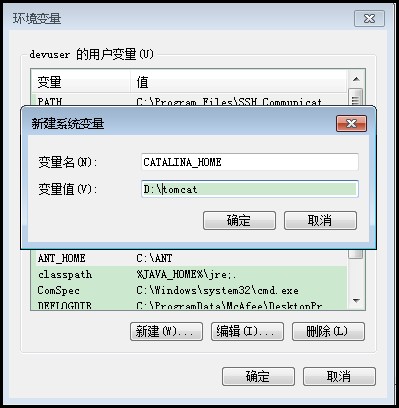 环境变量
devuser 的用户变量(U)
变量 值
PATH C:\Program Files\SSH Communicat
新建系统变量
变量名(N): CATALINA_HOME
变量值(V): D:\tomcat
确定 取消
ANT_HOME C:\ANT
classpath %JAVA_HOME%\jre;.
ComSpec C:\Windows\system32\cmd.exe
DEFLOGDIR C:\ProgramData\McAfee\DesktopPr
新建(W)... 编辑(I)... 删除(L)
确定 取消